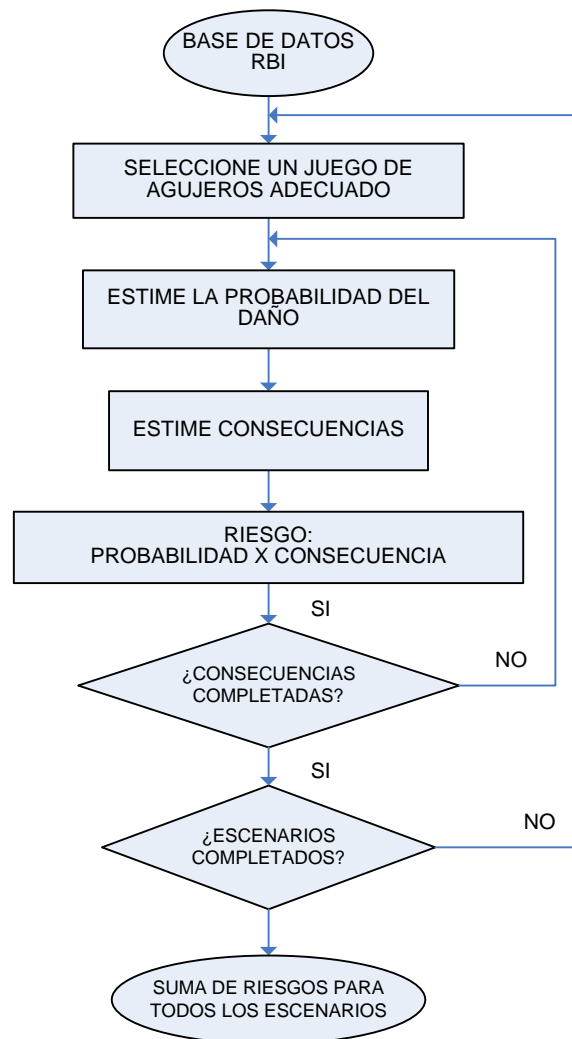 BASE DE DATOS
RBI
SELECCIONE UN JUEGO DE
AGUJEROS ADECUADO
ESTIME LA PROBABILIDAD DEL
DAÑO
ESTIME CONSECUENCIAS
RIESGO:
PROBABILIDAD X CONSECUENCIA
SI
¿CONSECUENCIAS
COMPLETADAS?
NO
SI
¿ESCENARIOS
COMPLETADOS?
NO
SUMA DE RIESGOS PARA
TODOS LOS ESCENARIOS